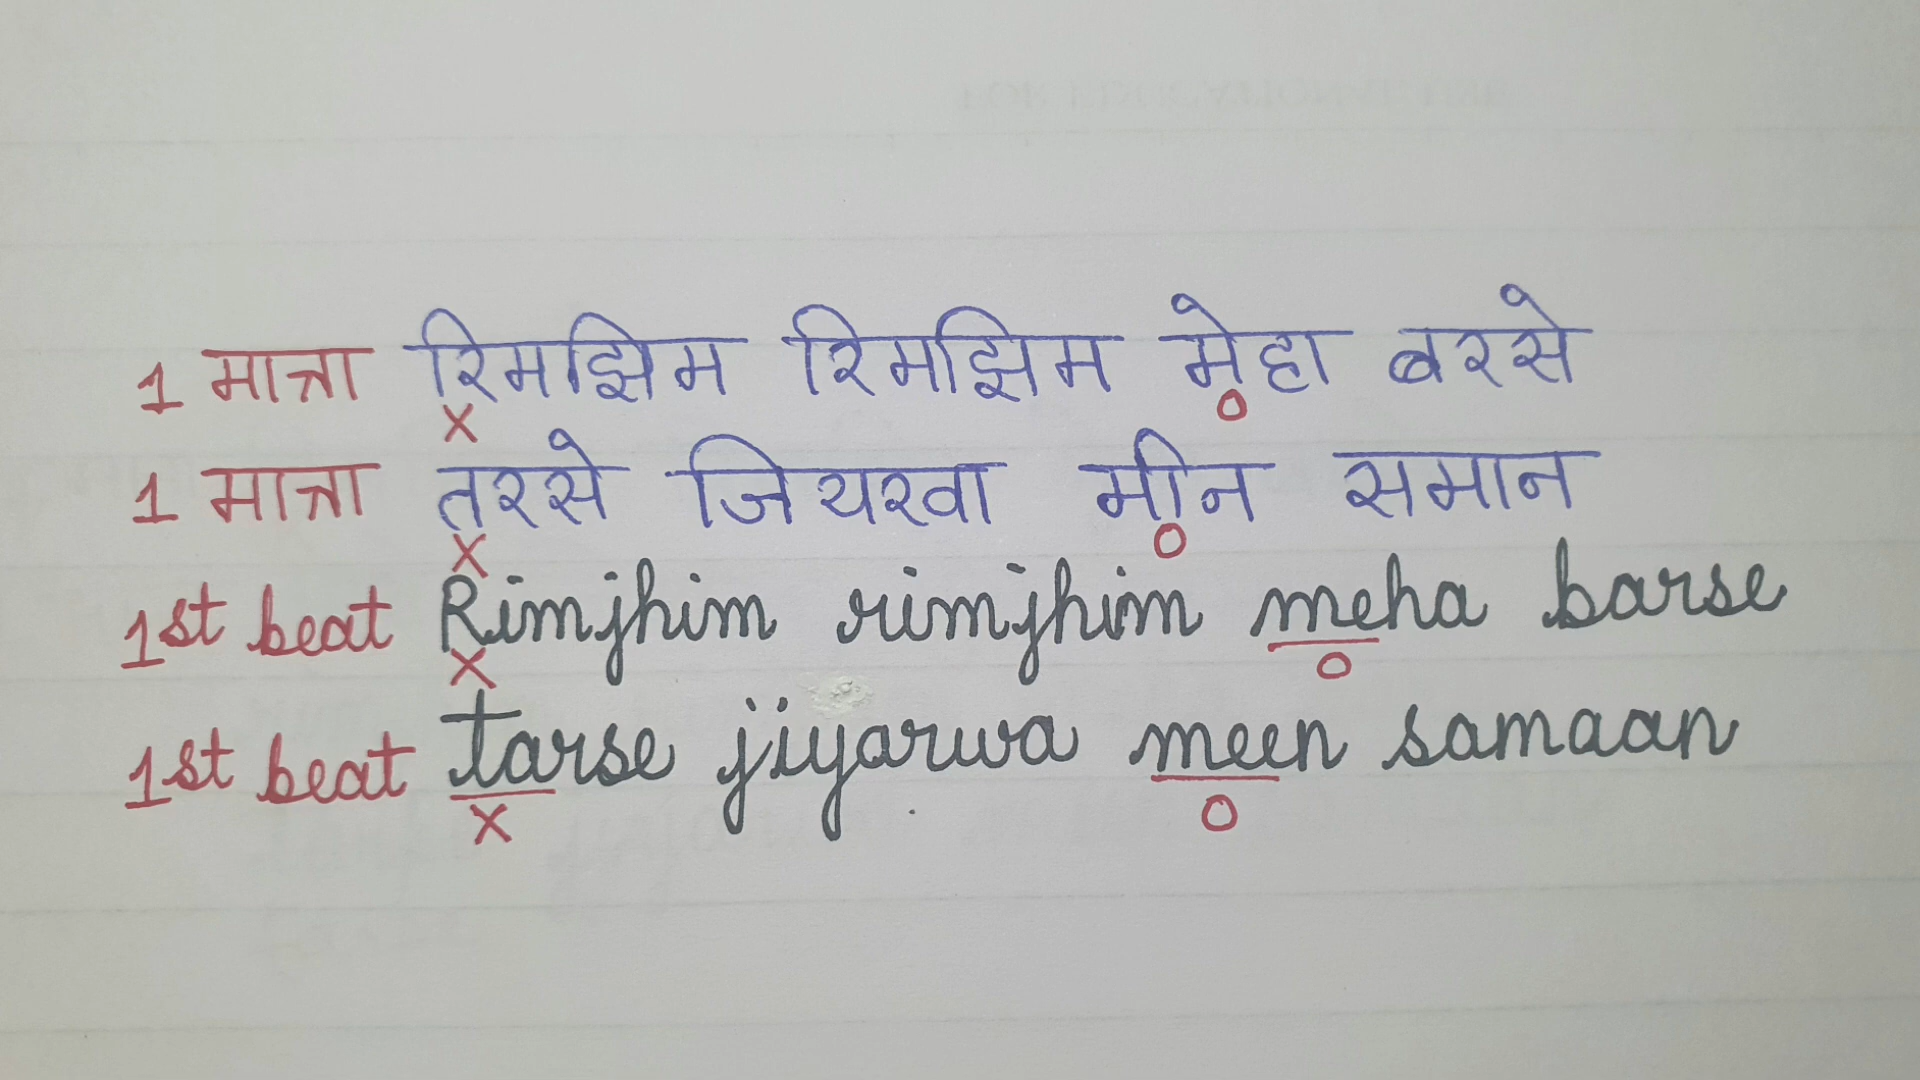 1 मात्रा रिमझिम रिमझिम मेहा बरसे
x o
1 मात्रा तरसे जियरवा मीन समान
x o
1st beat Rimjhim rimjhim meha barse
x o
1st beat tarse jiyarwa meen samaan
x o